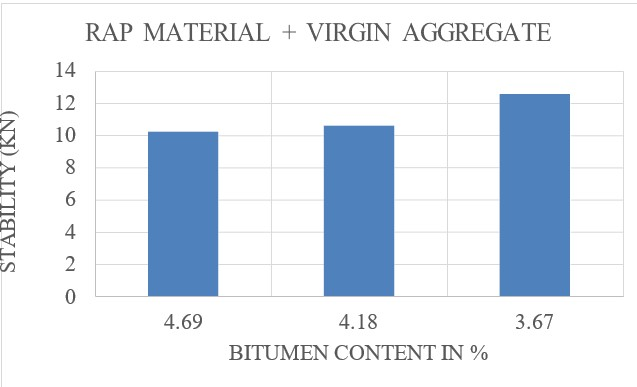 RAP MATERIAL + VIRGIN AGGREGATE
14
12
10
8
6
4
2
0
STABILITY (KN)
4.69 4.18 3.67
BITUMEN CONTENT IN %